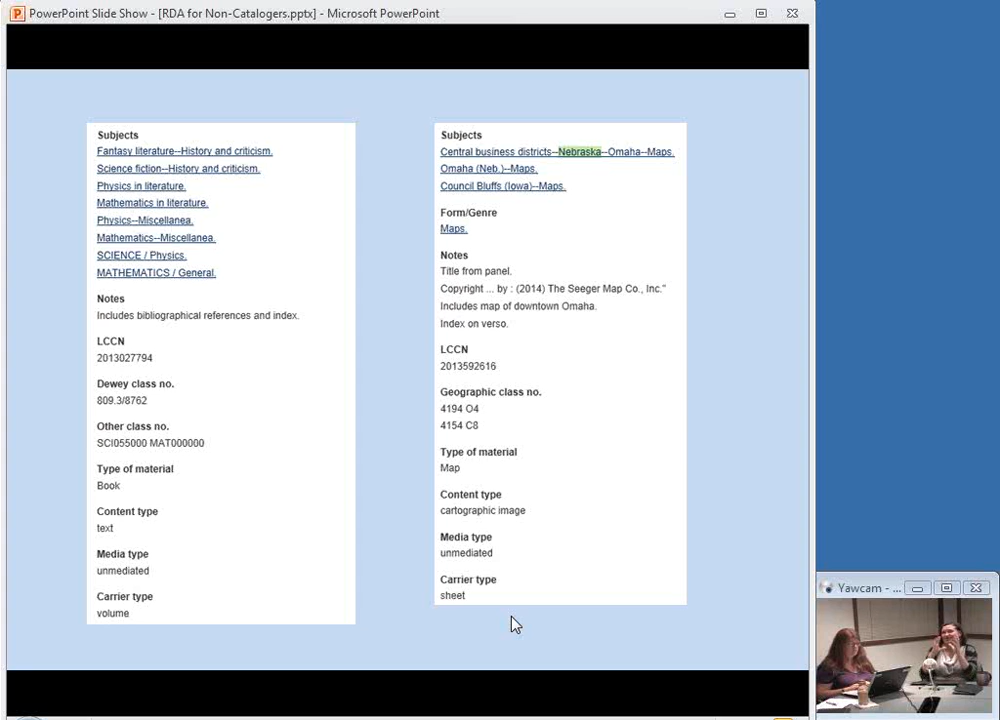 PowerPoint Slide Show - [RDA for Non-Catalogers.pptx] - Microsoft PowerPoint
Subjects
Fantasy literature--History and criticism.
Science fiction--History and criticism.
Physics in literature.
Mathematics in literature.
Physics--Miscellanea.
Mathematics--Miscellanea.
SCIENCE / Physics.
MATHEMATICS / General.
Notes
Includes bibliographical references and index.
LCCN
2013027794
Dewey class no.
809.3/8762
Other class no.
SCI055000 MAT000000
Type of material
Book
Content type
text
Media type
unmediated
Carrier type
volume
Subjects
Central business districts--Nebraska--Omaha--Maps.
Omaha (Neb.)--Maps.
Council Bluffs (Iowa)--Maps.
Form/Genre
Maps.
Notes
Title from panel.
Copyright ... by : (2014) The Seeger Map Co., Inc."
Includes map of downtown Omaha.
Index on verso.
LCCN
2013592616
Geographic class no.
4194 O4
4154 C8
Type of material
Map
Content type
cartographic image
Media type
unmediated
Carrier type
sheet
Yawcam - ...